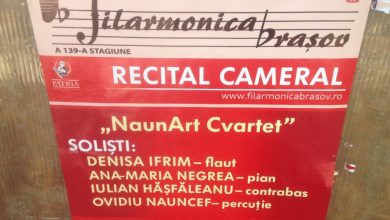 filarmonica
brașov
A 139-A STAGIUNE
PATRIA
RECITAL CAMERAL
www.filarmonicabrasov.ro
„NaunArt Cvartet”
SOLIȘTI:
DENISA IFRIM – flaut
ANA-MARIA NEGREA – pian
IULIAN HĂȘFĂLEANU – contrabas
OVIDIU NAUNCEF – percuție